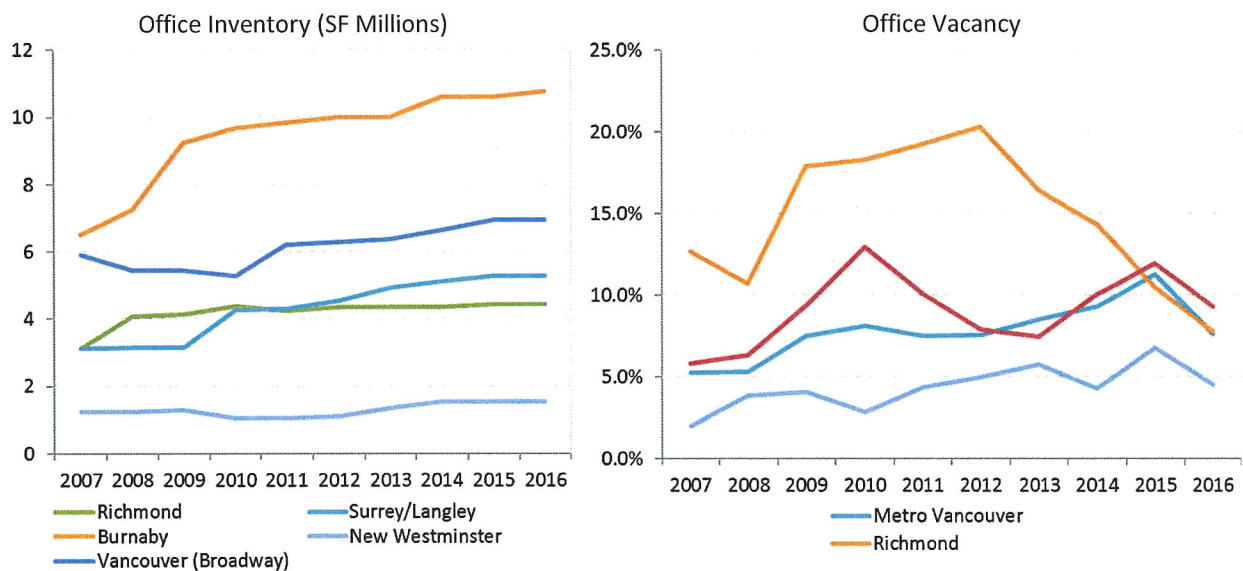 Office Inventory (SF Millions)
12
10
8
6
4
2
0
2007 2008 2009 2010 2011 2012 2013 2014 2015 2016
Richmond
Surrey/Langley
Burnaby
New Westminster
Vancouver (Broadway)
Office Vacancy
25.0%
20.0%
15.0%
10.0%
5.0%
0.0%
2007 2008 2009 2010 2011 2012 2013 2014 2015 2016
Metro Vancouver
Richmond